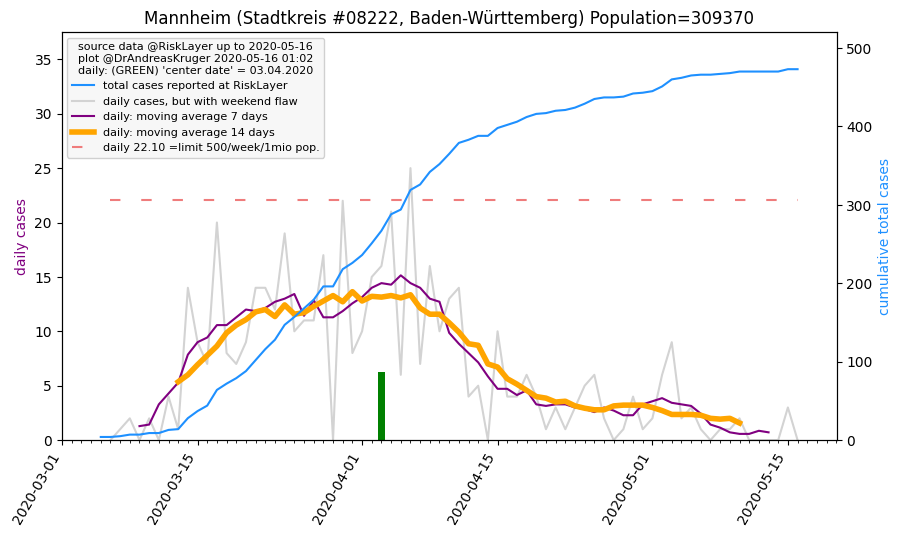 Mannheim (Stadtkreis #08222, Baden-Württemberg) Population=309370
source data @RiskLayer up to 2020-05-16
plot @DrAndreasKruger 2020-05-16 01:02
daily: (GREEN) 'center date' = 03.04.2020
total cases reported at RiskLayer
daily cases, but with weekend flaw
daily: moving average 7 days
daily: moving average 14 days
daily 22.10 =limit 500/week/1mio pop.
daily cases
35
30
25
20
15
10
5
0
500
400
300
200
100
0
cumulative total cases
2020-03-01
2020-03-15
2020-04-01
2020-04-15
2020-05-01
2020-05-15